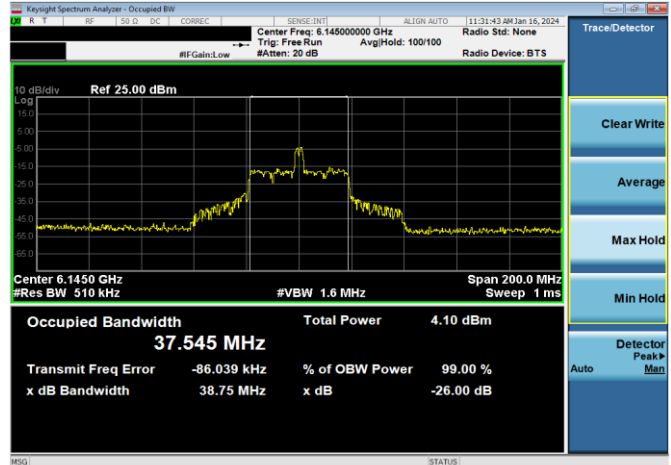 Keysight Spectrum Analyzer - Occupied BW
R T RF 50 Ω DC CORREC SENSE:INT ALIGN AUTO 11:31:43 AM Jan 16, 2024
Center Freq: 6.145000000 GHz Radio Std: None
Trig: Free Run Avg|Hold: 100/100
#IFGain:Low #Atten: 20 dB Radio Device: BTS
Trace/Detector
10 dB/div Ref 25.00 dBm
Log
15.0
5.00
-5.00
-15.0
-25.0
-35.0
-45.0
-55.0
-65.0
Center 6.1450 GHz Span 200.0 MHz
#Res BW 510 kHz #VBW 1.6 MHz Sweep 1 ms
Occupied Bandwidth Total Power 4.10 dBm
37.545 MHz
Transmit Freq Error -86.039 kHz % of OBW Power 99.00 %
x dB Bandwidth 38.75 MHz x dB -26.00 dB
Clear Write
Average
Max Hold
Min Hold
Detector
Peak▶
Auto Man
MSG STATUS